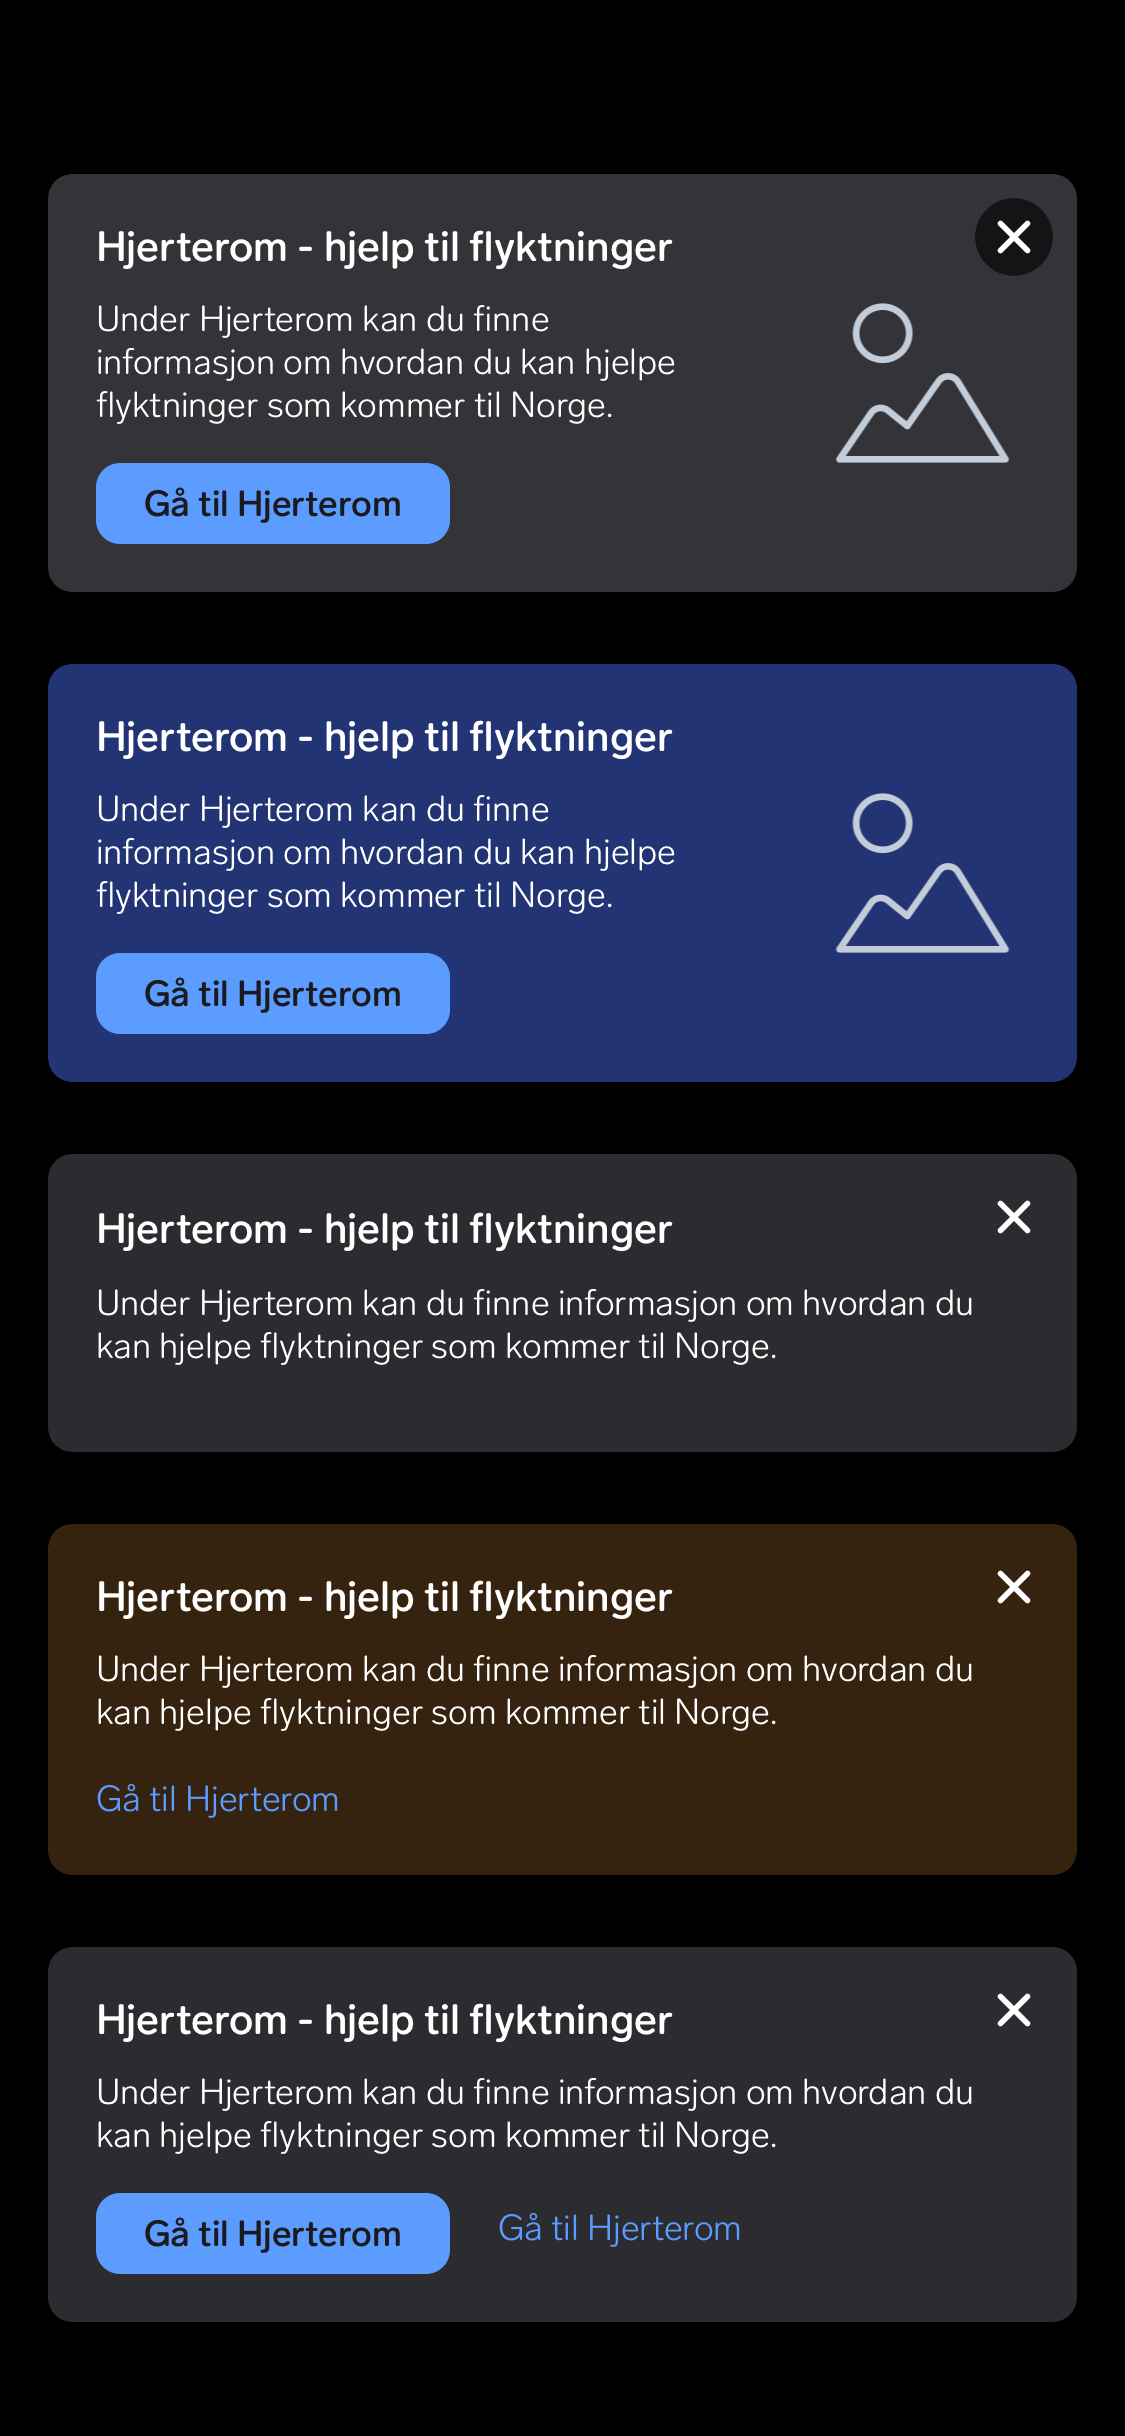 Hjerterom - hjelp til flyktninger
Under Hjerterom kan du finne
informasjon om hvordan du kan hjelpe
flyktninger som kommer til Norge.
Gå til Hjerterom
Hjerterom - hjelp til flyktninger
Under Hjerterom kan du finne
informasjon om hvordan du kan hjelpe
flyktninger som kommer til Norge.
Gå til Hjerterom
Hjerterom - hjelp til flyktninger
Under Hjerterom kan du finne informasjon om hvordan du
kan hjelpe flyktninger som kommer til Norge.
Hjerterom - hjelp til flyktninger
Under Hjerterom kan du finne informasjon om hvordan du
kan hjelpe flyktninger som kommer til Norge.
Gå til Hjerterom
Hjerterom - hjelp til flyktninger
Under Hjerterom kan du finne informasjon om hvordan du
kan hjelpe flyktninger som kommer til Norge.
Gå til Hjerterom Gå til Hjerterom